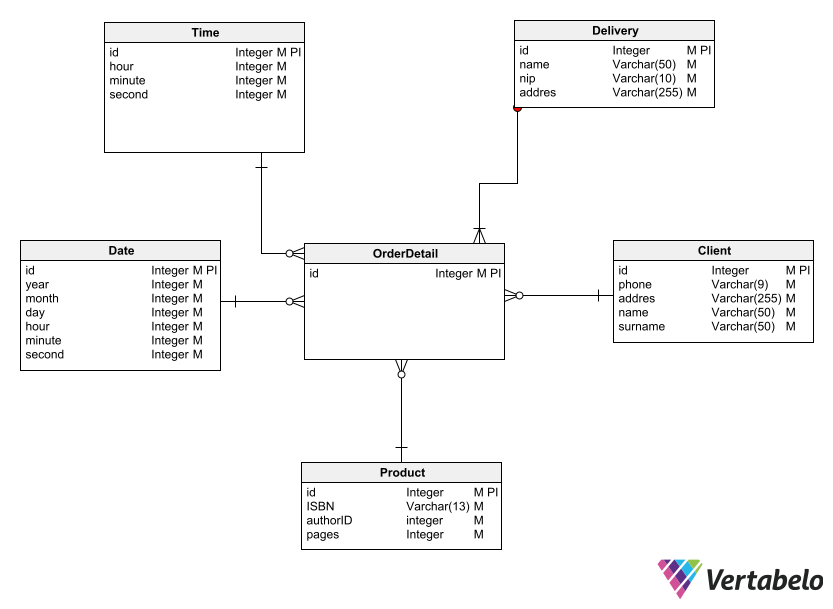 Time
id Integer M PI
hour Integer M
minute Integer M
second Integer M
Delivery
id Integer M PI
name Varchar(50) M
nip Varchar(10) M
addres Varchar(255) M
Date
id Integer M PI
year Integer M
month Integer M
day Integer M
hour Integer M
minute Integer M
second Integer M
OrderDetail
id Integer M PI
Client
id Integer M PI
phone Varchar(9) M
addres Varchar(255) M
name Varchar(50) M
surname Varchar(50) M
Product
id Integer M PI
ISBN Varchar(13) M
authorID integer M
pages Integer M
Vertabelo